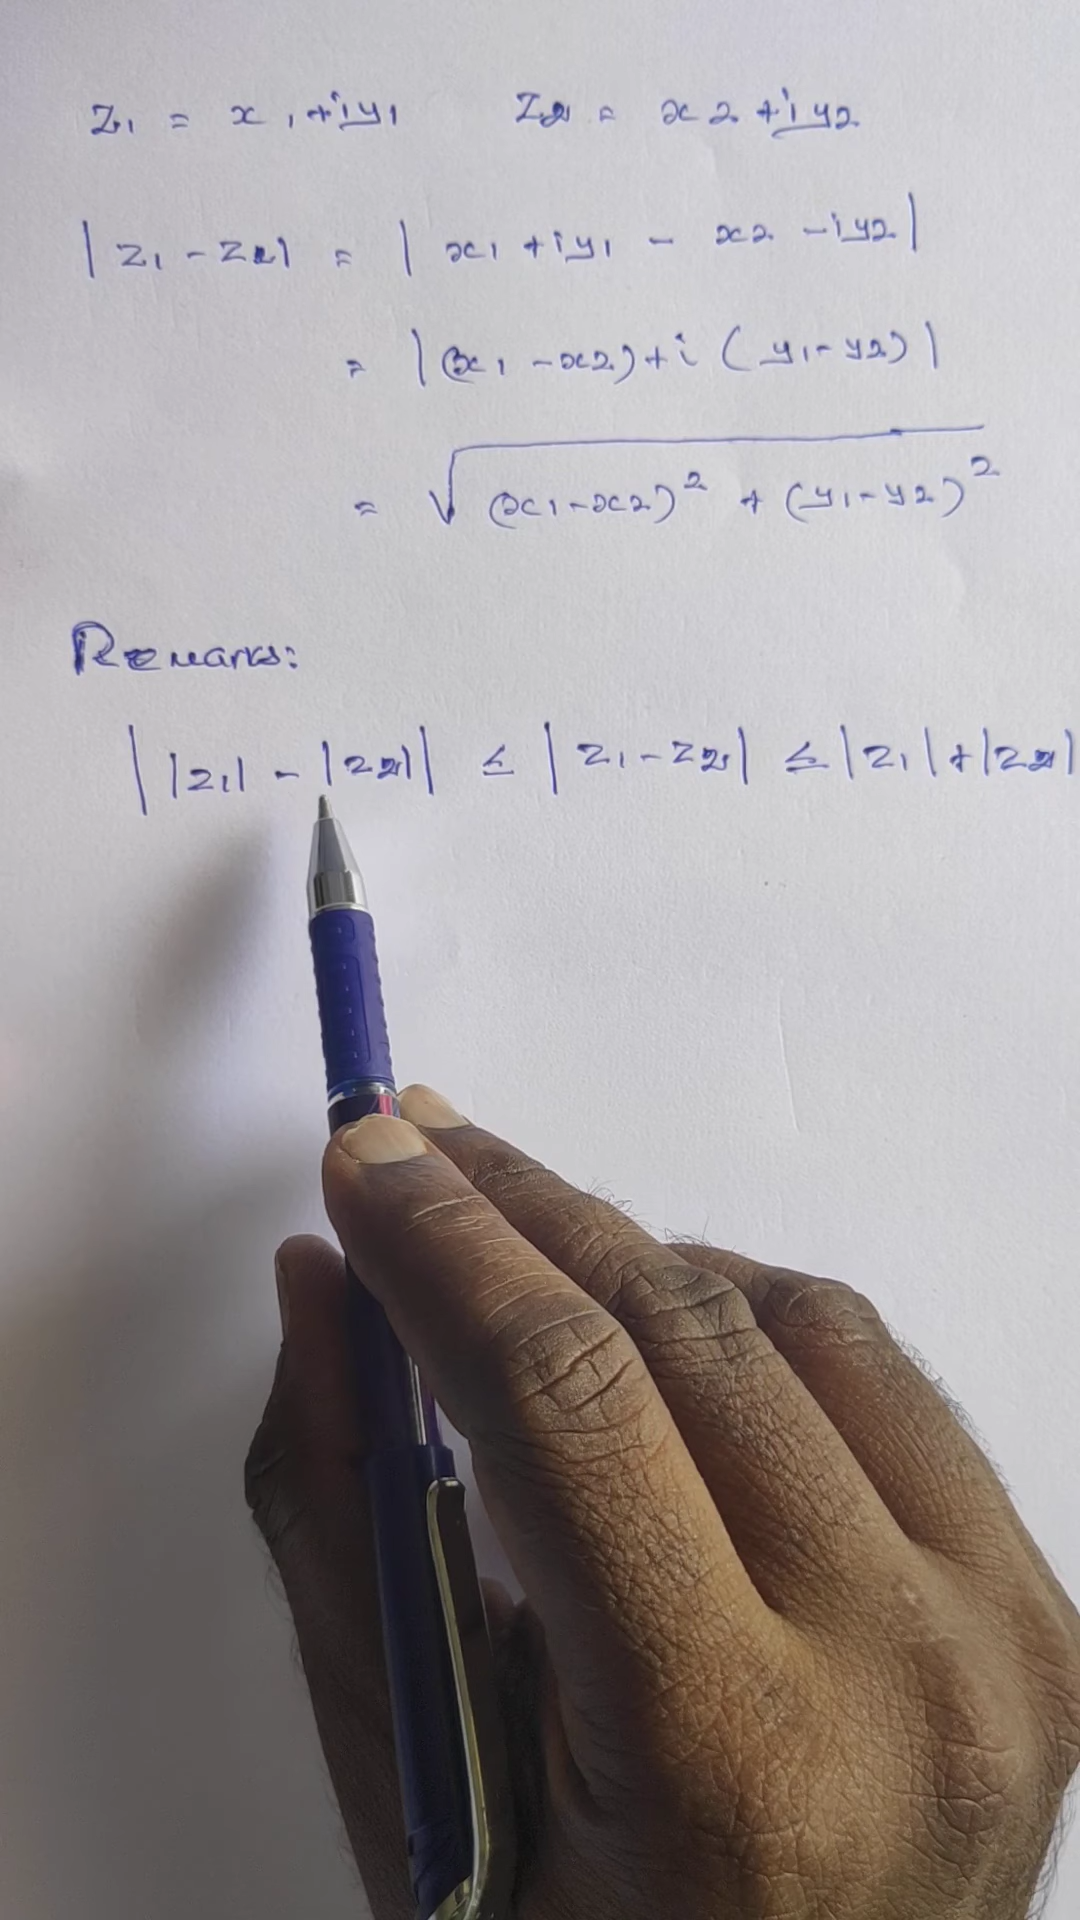 z1 = x1 + iy1 z2 = x2 + iy2
|z1 - z2| = | x1 + iy1 - x2 - iy2|
= |(x1 - x2) + i (y1 - y2)|
= √(x1 - x2)² + (y1 - y2)²
Remarks:
| |z1| - |z2| | ≤ | z1 - z2| ≤ |z1| + |z2|